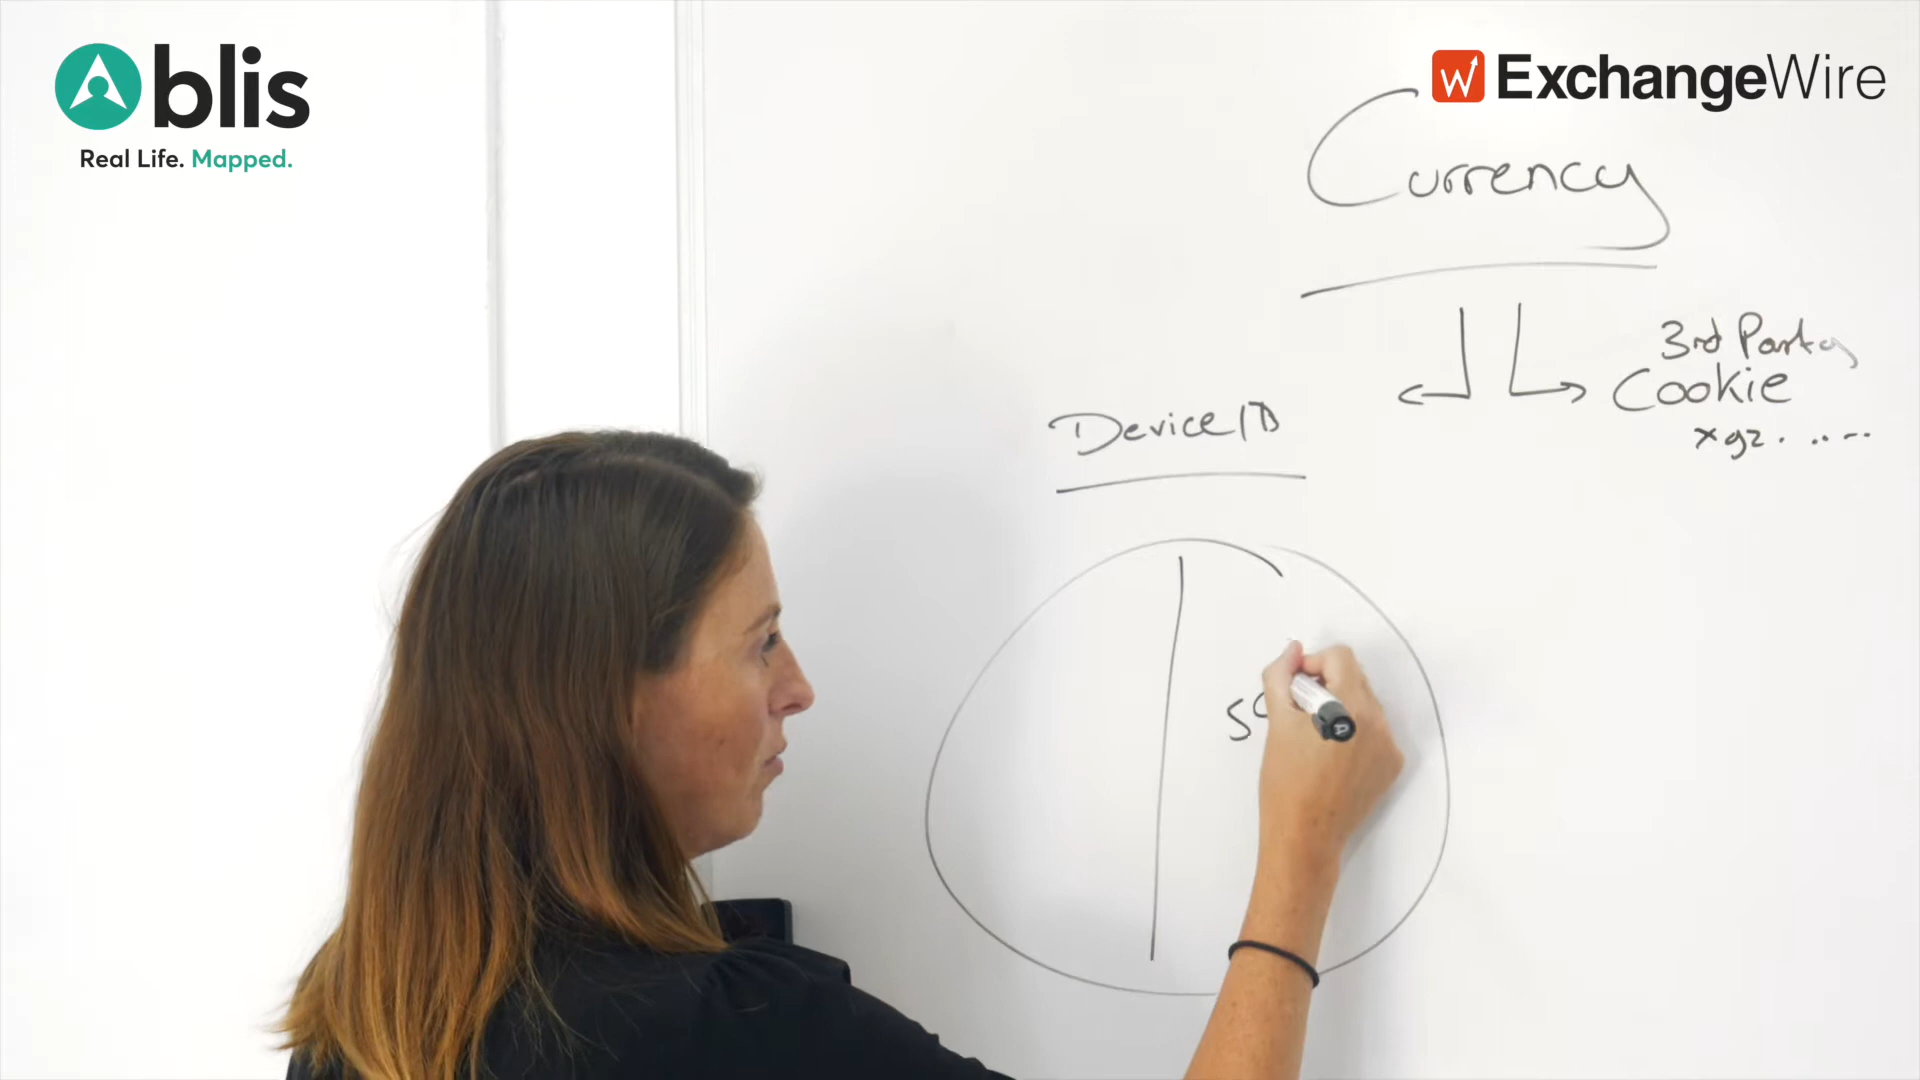 blis
Real Life. Mapped.
ExchangeWire
Currency
3rd Party
Cookie
xyz. ....
Device ID